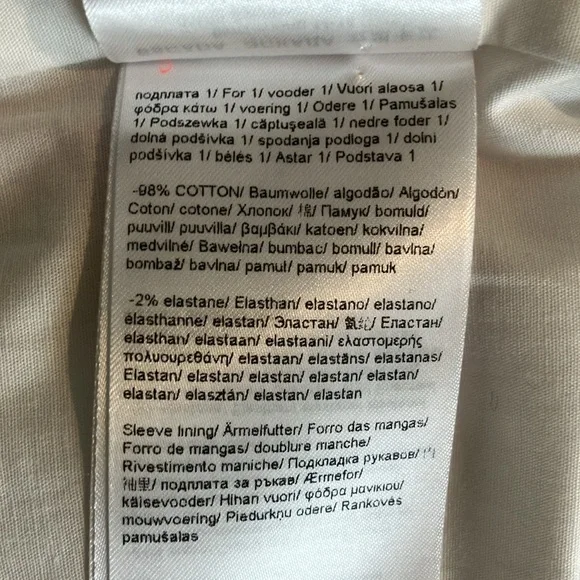 подплата 1/ For 1/ vooder 1/ Vuori alaosa 1/
φόδρα κάτω 1/ voering 1/ Odere 1/ Pamušalas
1/ Podszewka 1/ căptuşeală 1/ nedre foder 1/
dolná podšívka 1/ spodanja podloga 1/ dolní
podšívka 1/ bélés 1/ Astar 1/ Podstava 1
-98% COTTON/ Baumwolle/ algodão/ Algodón/
Coton/ cotone/ Хлопок/ 棉/ Памук/ bomuld/
puuvill/ puuvilla/ βαμβάκι/ katoen/ kokvilna/
medvilnė/ Bawełna/ bumbac/ bomull/ bavlna/
bombaž/ bavlna/ pamut/ pamuk/ pamuk
-2% elastane/ Elasthan/ elastano/ elastano/
élasthanne/ elastan/ Эластан/ 氨纶/ Еластан/
elasthan/ elastaan/ elastaani/ ελαστομερής
πολυουρεθάνη/ elastaan/ elastāns/ elastanas/
Elastan/ elastan/ elastan/ elastan/ elastan/
elastan/ elasztán/ elastan/ elastan
Sleeve lining/ Ärmelfutter/ Forro das mangas/
Forro de mangas/ doublure manche/
Rivestimento maniche/ Подкладка рукавов/
袖里/ подплата за ръкав/ Ærmefor/
käisevooder/ Hihan vuori/ φόδρα μανικιού/
mouwvoering/ Piedurkņu odere/ Rankovės
pamušalas